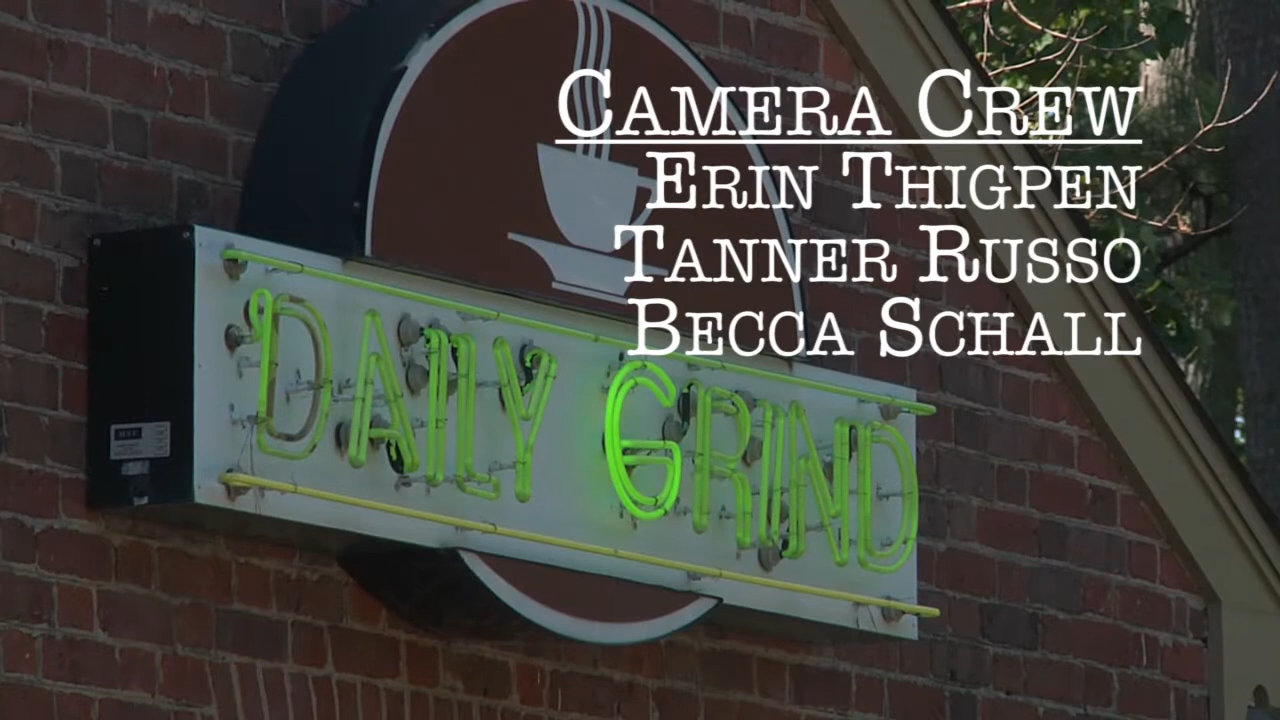 CAMERA CREW
ERIN THIGPEN
TANNER RUSSO
BECCA SCHALL
DAILY GRIND